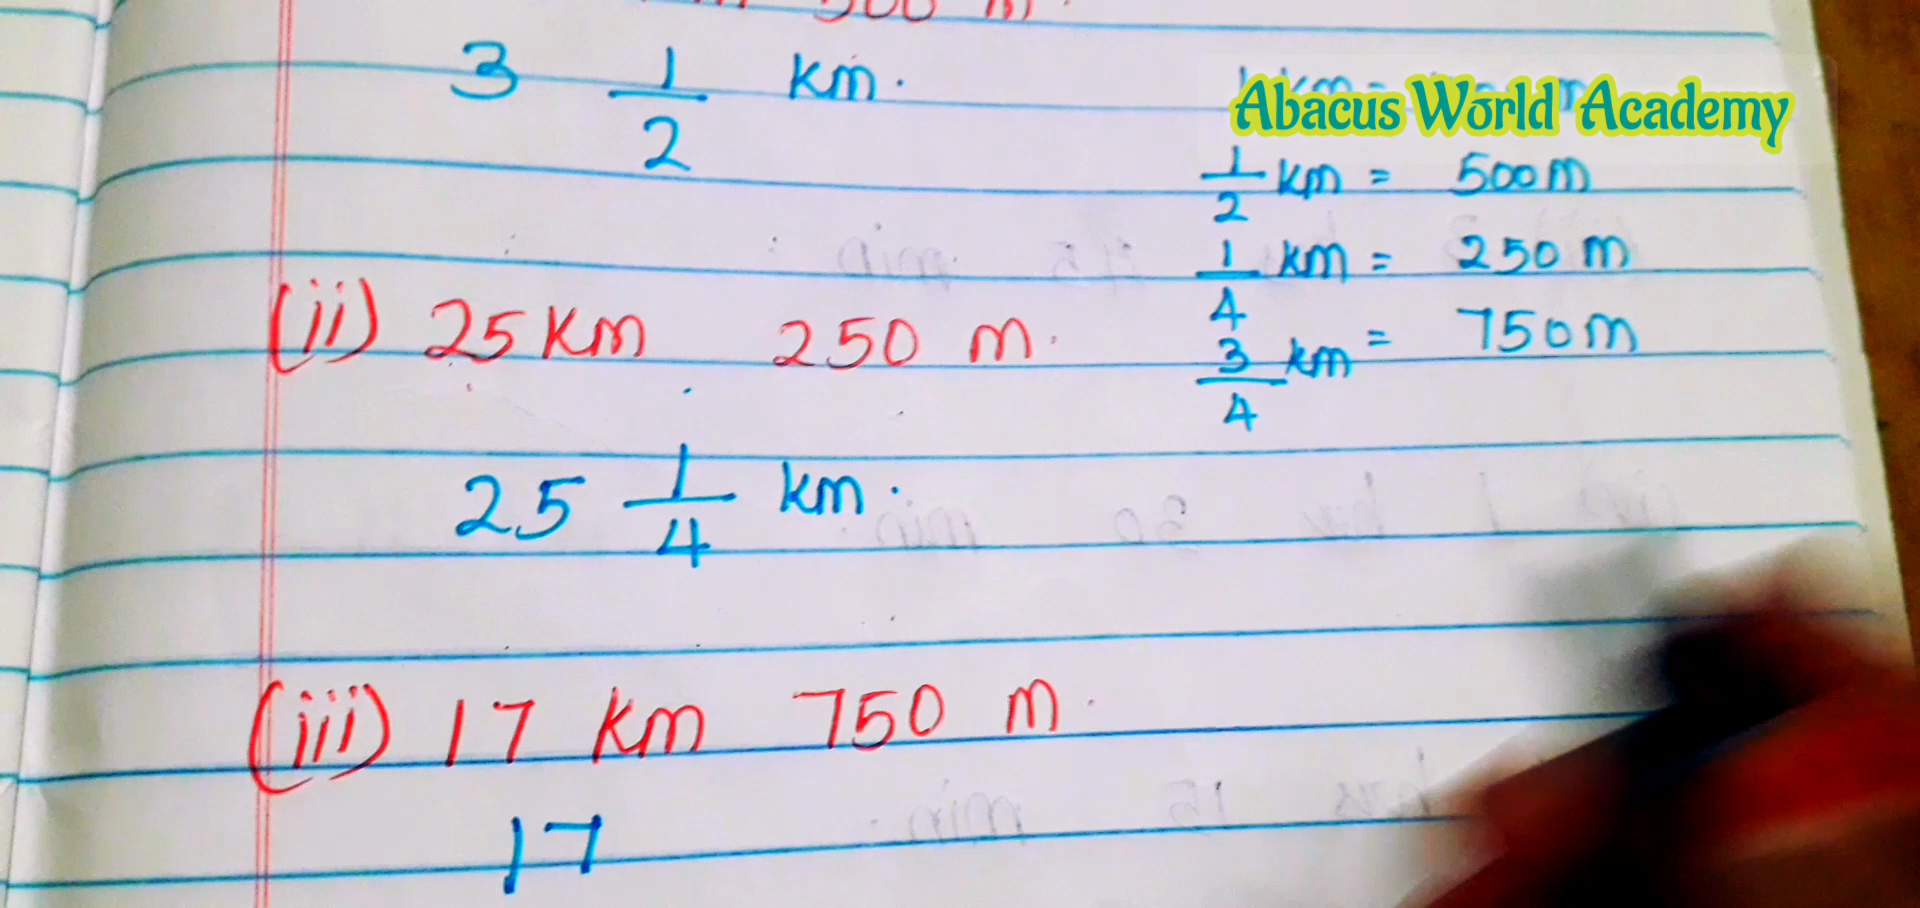 500 m.
3 1/2 km.
Abacus World Academy
1/2 km = 500 m
1/4 km = 250 m
3/4 km = 750 m
(ii) 25 Km 250 m.
25 1/4 km.
(iii) 17 km 750 m.
17